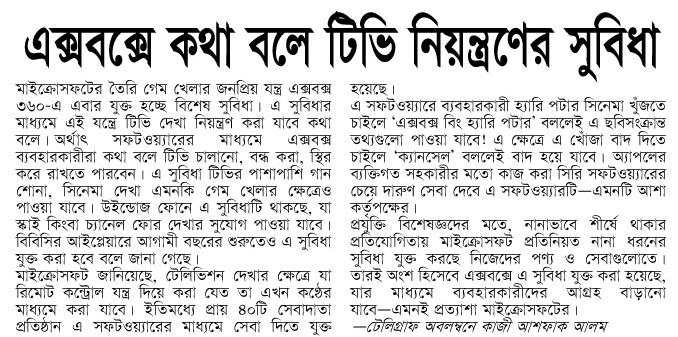 এক্সবক্সে কথা বলে টিভি নিয়ন্ত্রণের সুবিধা
মাইক্রোসফটের তৈরি গেম খেলার জনপ্রিয় যন্ত্র এক্সবক্স
৩৬০-এ এবার যুক্ত হচ্ছে বিশেষ সুবিধা। এ সুবিধার
মাধ্যমে এই যন্ত্রে টিভি দেখা নিয়ন্ত্রণ করা যাবে কথা
বলে। অর্থাৎ সফটওয়্যারের মাধ্যমে এক্সবক্স
ব্যবহারকারীরা কথা বলে টিভি চালানো, বন্ধ করা, স্থির
করে রাখতে পারবেন। এ সুবিধা টিভির পাশাপাশি গান
শোনা, সিনেমা দেখা এমনকি গেম খেলার ক্ষেত্রেও
পাওয়া যাবে। উইন্ডোজ ফোনে এ সুবিধাটি থাকছে, যা
স্কাই কিংবা চ্যানেল ফোর দেখার সুযোগ পাওয়া যাবে।
বিবিসির আইপ্লেয়ারে আগামী বছরের শুরুতেও এ সুবিধা
যুক্ত করা হবে বলে জানা গেছে।
মাইক্রোসফট জানিয়েছে, টেলিভিশন দেখার ক্ষেত্রে যা
রিমোট কন্ট্রোল যন্ত্র দিয়ে করা যেত তা এখন কণ্ঠের
মাধ্যমে করা যাবে। ইতিমধ্যে প্রায় ৪০টি সেবাদাতা
প্রতিষ্ঠান এ সফটওয়্যারের মাধ্যমে সেবা দিতে যুক্ত
হয়েছে।
এ সফটওয়্যারে ব্যবহারকারী হ্যারি পটার সিনেমা খুঁজতে
চাইলে ‘এক্সবক্স বিং হ্যারি পটার’ বললেই এ ছবিসংক্রান্ত
তথ্যগুলো পাওয়া যাবে! এ ক্ষেত্রে এ খোঁজা বাদ দিতে
চাইলে ‘ক্যানসেল’ বললেই বাদ হয়ে যাবে। অ্যাপলের
ব্যক্তিগত সহকারীর মতো কাজ করা সিরি সফটওয়্যারের
চেয়ে দারুণ সেবা দেবে এ সফটওয়্যারটি—এমনটি আশা
কর্তৃপক্ষের।
প্রযুক্তি বিশেষজ্ঞদের মতে, নানাভাবে শীর্ষে থাকার
প্রতিযোগিতায় মাইক্রোসফট প্রতিনিয়ত নানা ধরনের
সুবিধা যুক্ত করছে নিজেদের পণ্য ও সেবাগুলোতে।
তারই অংশ হিসেবে এক্সবক্সে এ সুবিধা যুক্ত করা হয়েছে,
যার মাধ্যমে ব্যবহারকারীদের আগ্রহ বাড়ানো
যাবে—এমনই প্রত্যাশা মাইক্রোসফটের।
—টেলিগ্রাফ অবলম্বনে কাজী আশফাক আলম